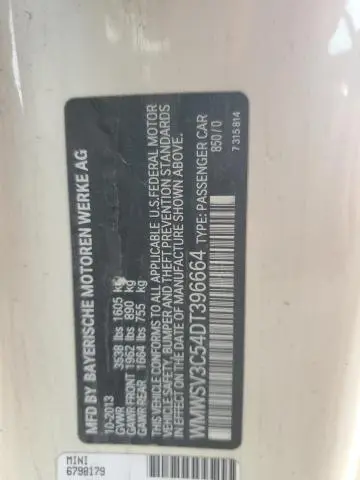 MFD BY BAYERISCHE MOTOREN WERKE AG
10-2013
GVWR 3538 lbs 1605 kg
GAWR FRONT 1962 lbs 890 kg
GAWR REAR 1664 lbs 755 kg
THIS VEHICLE CONFORMS TO ALL APPLICABLE U.S.FEDERAL MOTOR
VEHICLE SAFETY, BUMPER AND THEFT PREVENTION STANDARDS
IN EFFECT ON THE DATE OF MANUFACTURE SHOWN ABOVE.
WMWSV3C54DT396664 TYPE: PASSENGER CAR
850/0
7 315 814
MINI
6798179